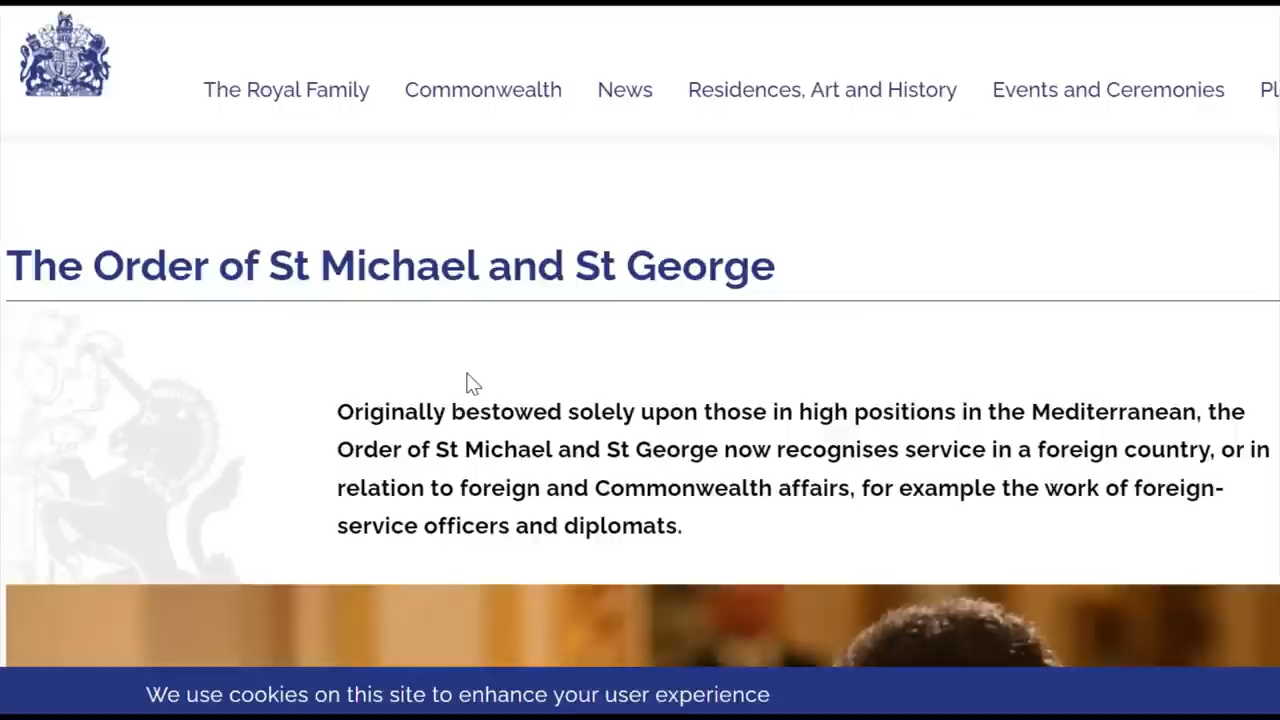 The Royal Family Commonwealth News Residences, Art and History Events and Ceremonies Pl
The Order of St Michael and St George
Originally bestowed solely upon those in high positions in the Mediterranean, the
Order of St Michael and St George now recognises service in a foreign country, or in
relation to foreign and Commonwealth affairs, for example the work of foreign-
service officers and diplomats.
We use cookies on this site to enhance your user experience